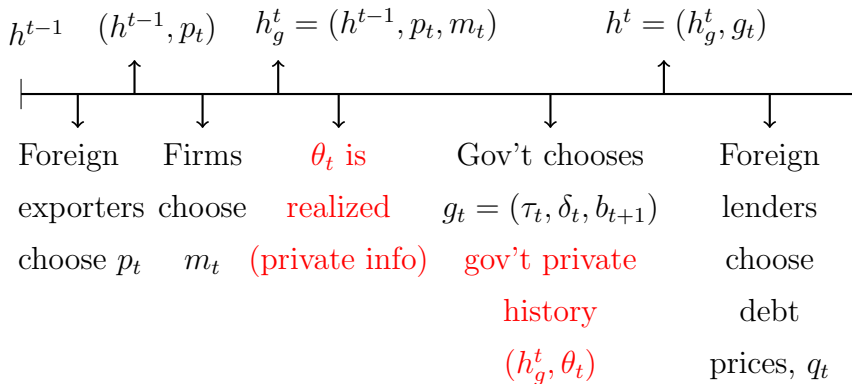 h^{t-1} (h^{t-1}, p_t) h_g^t = (h^{t-1}, p_t, m_t) h^t = (h_g^t, g_t)
Foreign Firms θ_t is Gov't chooses Foreign
exporters choose realized g_t = (τ_t, δ_t, b_{t+1}) lenders
choose p_t m_t (private info) gov't private choose
history debt
(h_g^t, θ_t) prices, q_t